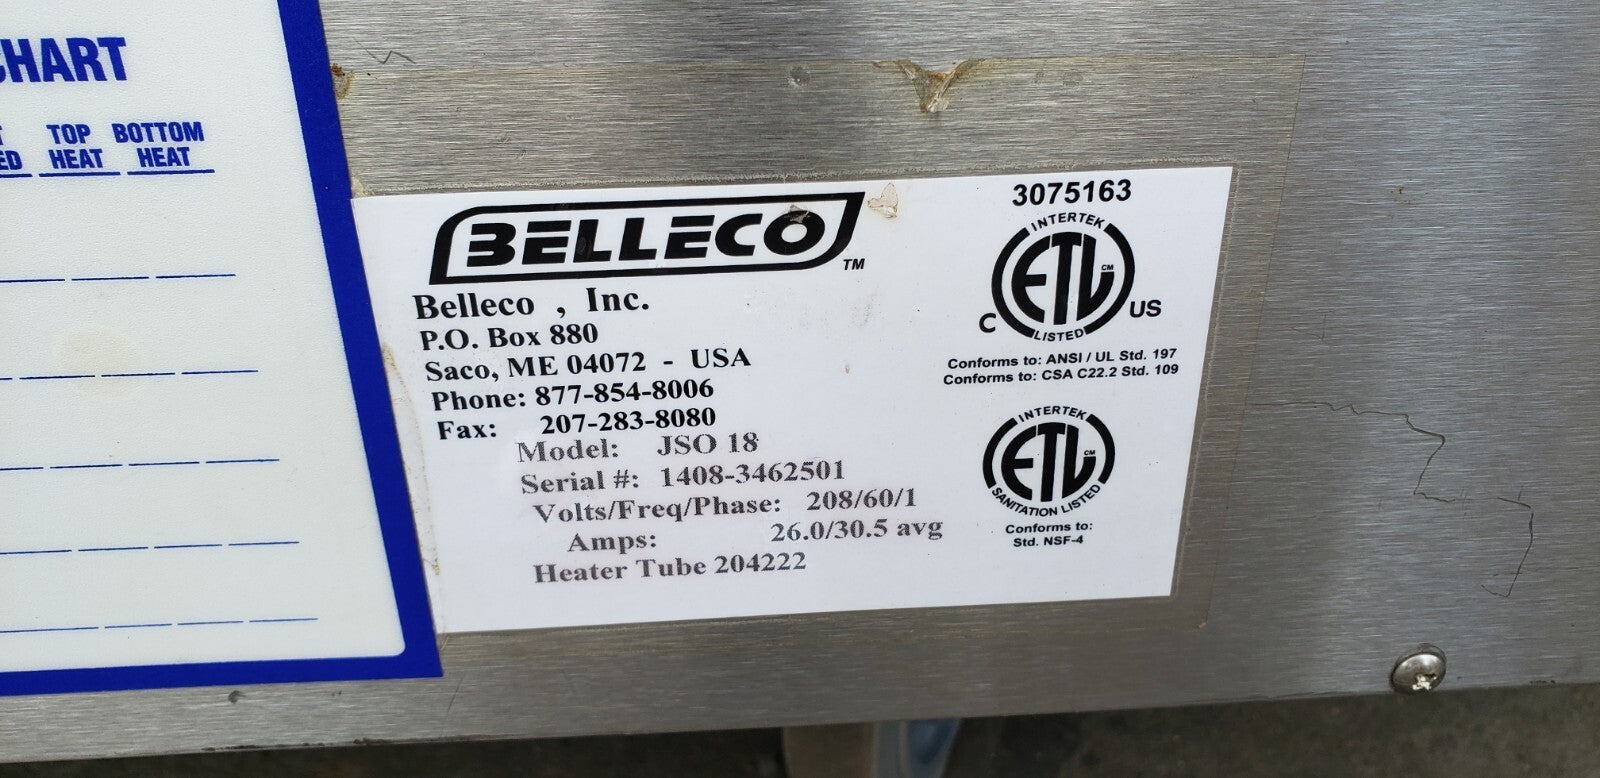 CHART
TOP BOTTOM
HEAT HEAT
BELLECO TM
Belleco , Inc.
P.O. Box 880
Saco, ME 04072 - USA
Phone: 877-854-8006
Fax: 207-283-8080
Model: JSO 18
Serial #: 1408-3462501
Volts/Freq/Phase: 208/60/1
Amps: 26.0/30.5 avg
Heater Tube 204222
3075163
INTERTEK
ETL CM
C US
LISTED
Conforms to: ANSI / UL Std. 197
Conforms to: CSA C22.2 Std. 109
INTERTEK
ETL CM
SANITATION LISTED
Conforms to:
Std. NSF-4